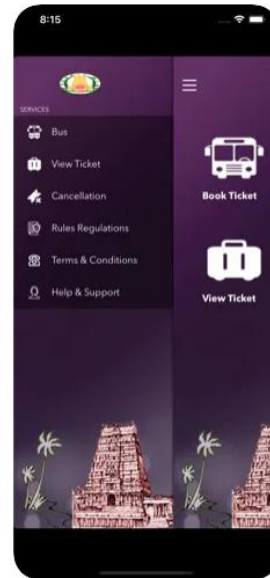 8:15
SERVICES
Bus
View Ticket
Cancellation
Rules Regulations
Terms & Conditions
Help & Support
Book Ticket
View Ticket